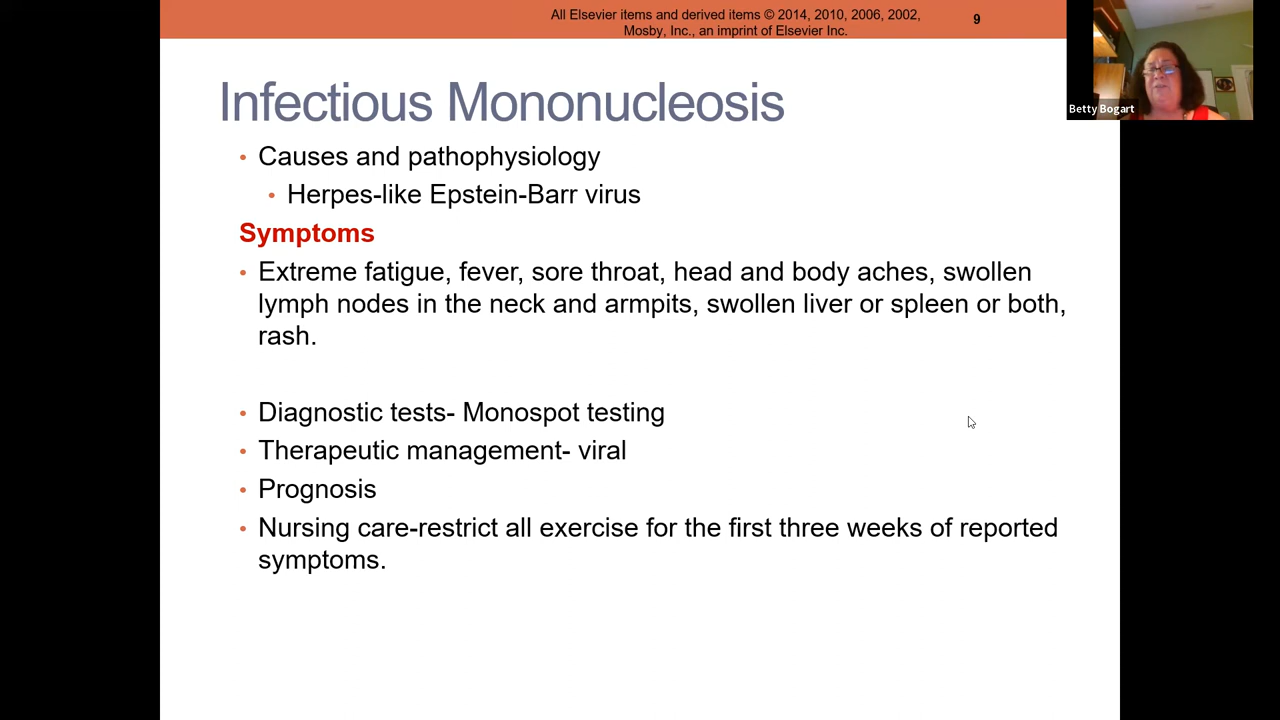 All Elsevier items and derived items © 2014, 2010, 2006, 2002,
Mosby, Inc., an imprint of Elsevier Inc.
9
Betty Bogart
Infectious Mononucleosis
• Causes and pathophysiology
• Herpes-like Epstein-Barr virus
Symptoms
• Extreme fatigue, fever, sore throat, head and body aches, swollen
lymph nodes in the neck and armpits, swollen liver or spleen or both,
rash.
• Diagnostic tests- Monospot testing
• Therapeutic management- viral
• Prognosis
• Nursing care-restrict all exercise for the first three weeks of reported
symptoms.